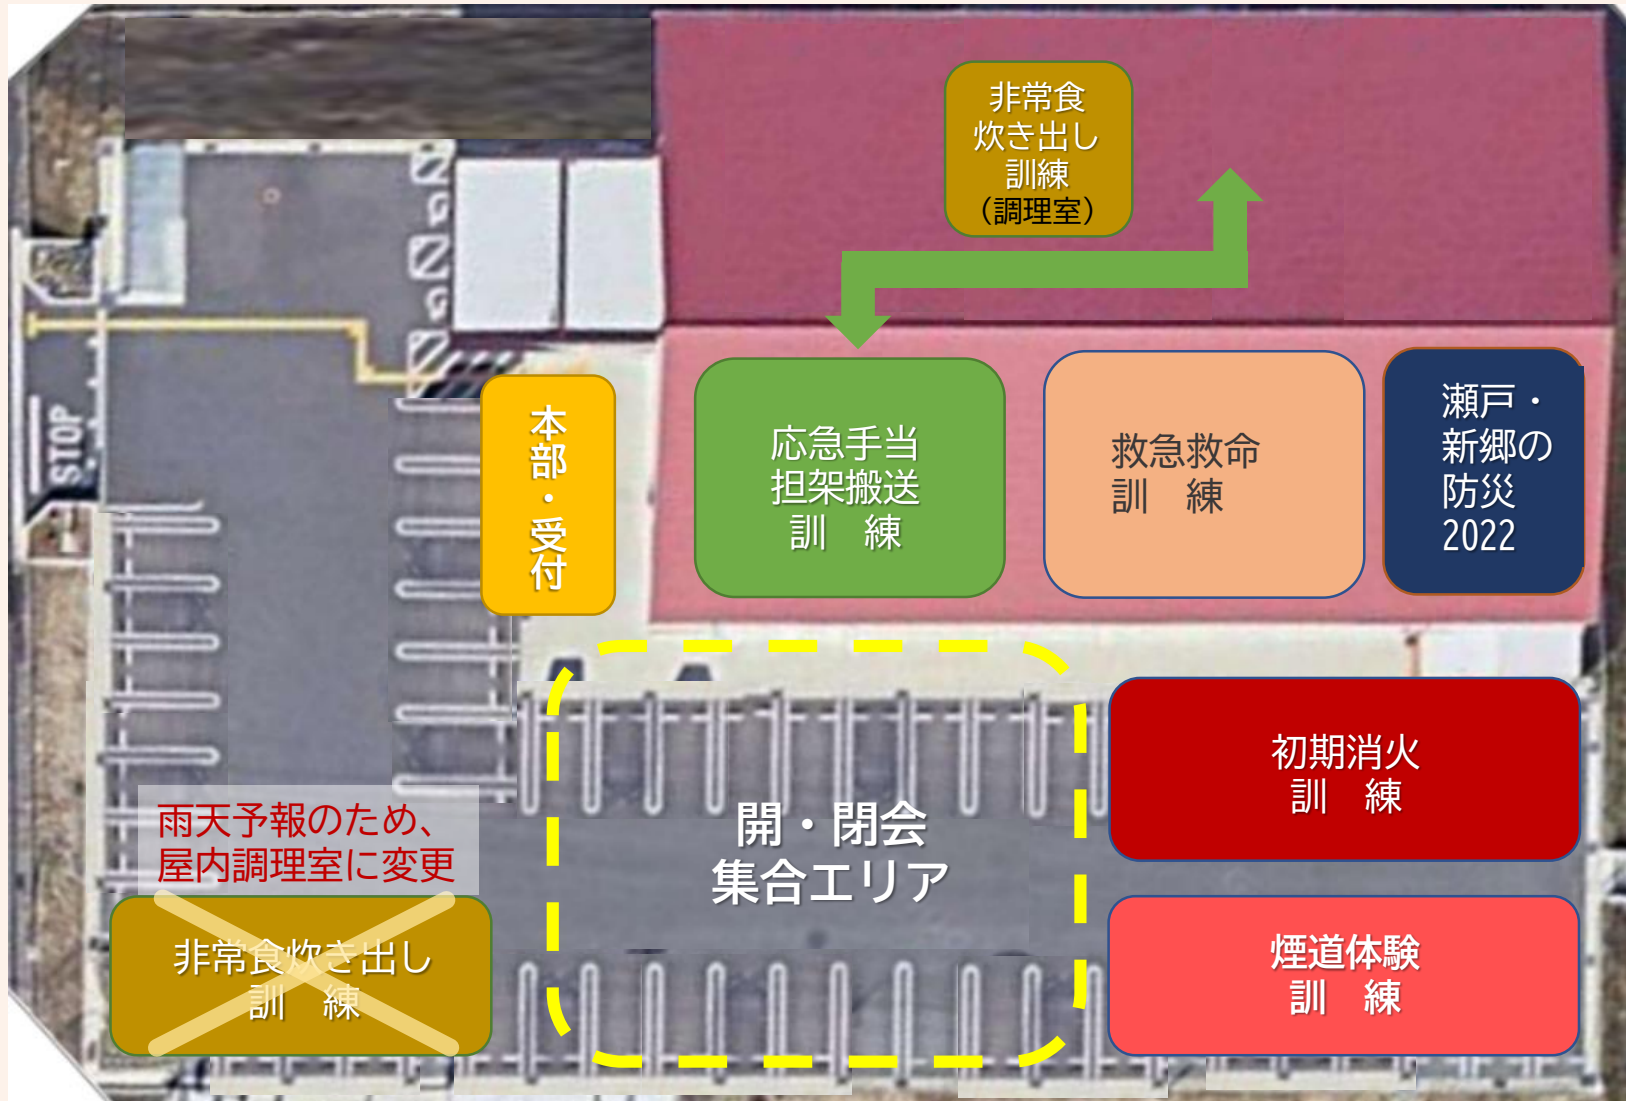 非常食
炊き出し
訓練
（調理室）
本部・受付
応急手当
担架搬送
訓　練
救急救命
訓　練
瀬戸・
新郷の
防災
2022
STOP
初期消火
訓　練
開・閉会
集合エリア
雨天予報のため、
屋内調理室に変更
非常食炊き出し
訓　練
煙道体験
訓　練